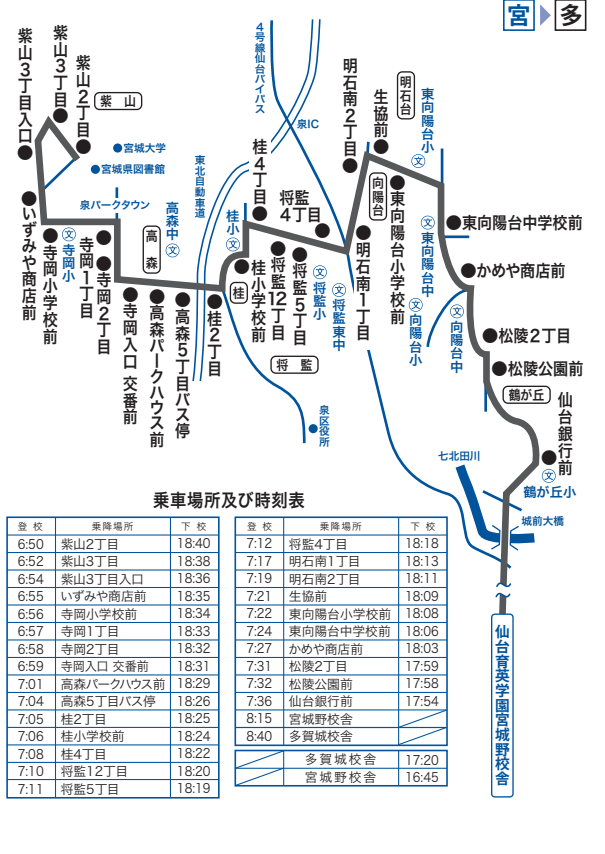 宮 多
紫山3丁目入口
紫山3丁目
紫山2丁目
紫　山
宮城大学
宮城県図書館
泉パークタウン
いずみや商店前
寺岡小学校前
文
寺岡小
寺岡1丁目
寺岡2丁目
高　森
高森中
文
寺岡入口 交番前
高森パークハウス前
高森5丁目バス停
東北自動車道
桂2丁目
桂小
文
桂
桂小学校前
桂4丁目
4号線仙台バイパス
泉IC
将監4丁目
将監12丁目
将監5丁目
文
将監小
文
将監東中
将　監
泉区役所
明石南2丁目
明石南1丁目
生協前
明石台
東向陽台小
文
向陽台
東向陽台小学校前
東向陽台中学校前
文
東向陽台中
かめや商店前
文
向陽台小
文
向陽台中
松陵2丁目
松陵公園前
鶴が丘
仙台銀行前
文
鶴が丘小
七北田川
城前大橋
仙台育英学園宮城野校舎
乗車場所及び時刻表
登 校 乗降場所 下 校
6:50 紫山2丁目 18:40
6:52 紫山3丁目 18:38
6:54 紫山3丁目入口 18:36
6:55 いずみや商店前 18:35
6:56 寺岡小学校前 18:34
6:57 寺岡1丁目 18:33
6:58 寺岡2丁目 18:32
6:59 寺岡入口 交番前 18:31
7:01 高森パークハウス前 18:29
7:04 高森5丁目バス停 18:26
7:05 桂2丁目 18:25
7:06 桂小学校前 18:24
7:08 桂4丁目 18:22
7:10 将監12丁目 18:20
7:11 将監5丁目 18:19
登 校 乗降場所 下 校
7:12 将監4丁目 18:18
7:17 明石南1丁目 18:13
7:19 明石南2丁目 18:11
7:21 生協前 18:09
7:22 東向陽台小学校前 18:08
7:24 東向陽台中学校前 18:06
7:27 かめや商店前 18:03
7:31 松陵2丁目 17:59
7:32 松陵公園前 17:58
7:36 仙台銀行前 17:54
8:15 宮城野校舎
8:40 多賀城校舎
多賀城校舎 17:20
宮城野校舎 16:45